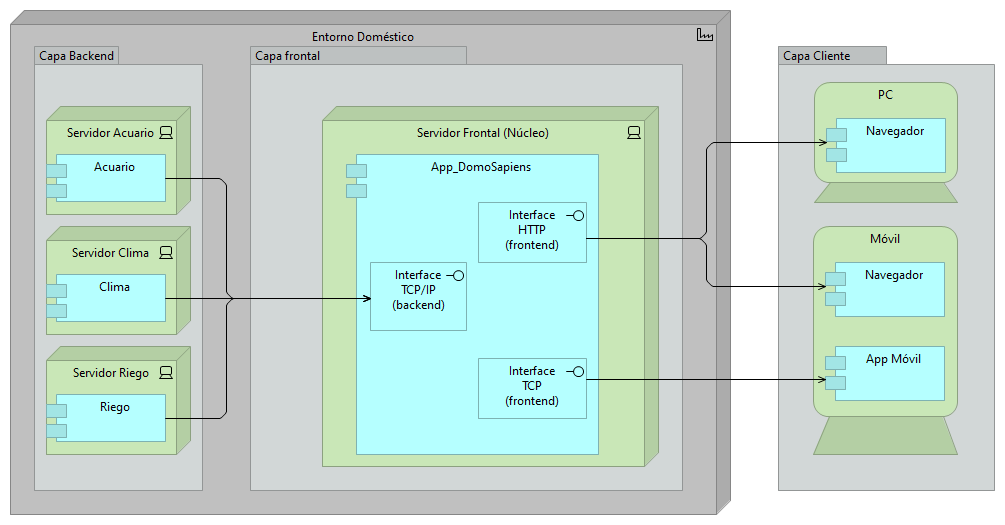 Entorno Doméstico
Capa Backend
Servidor Acuario
Acuario
Servidor Clima
Clima
Servidor Riego
Riego
Capa frontal
Servidor Frontal (Núcleo)
App_DomoSapiens
Interface
HTTP
(frontend)
Interface
TCP/IP
(backend)
Interface
TCP
(frontend)
Capa Cliente
PC
Navegador
Móvil
Navegador
App Móvil